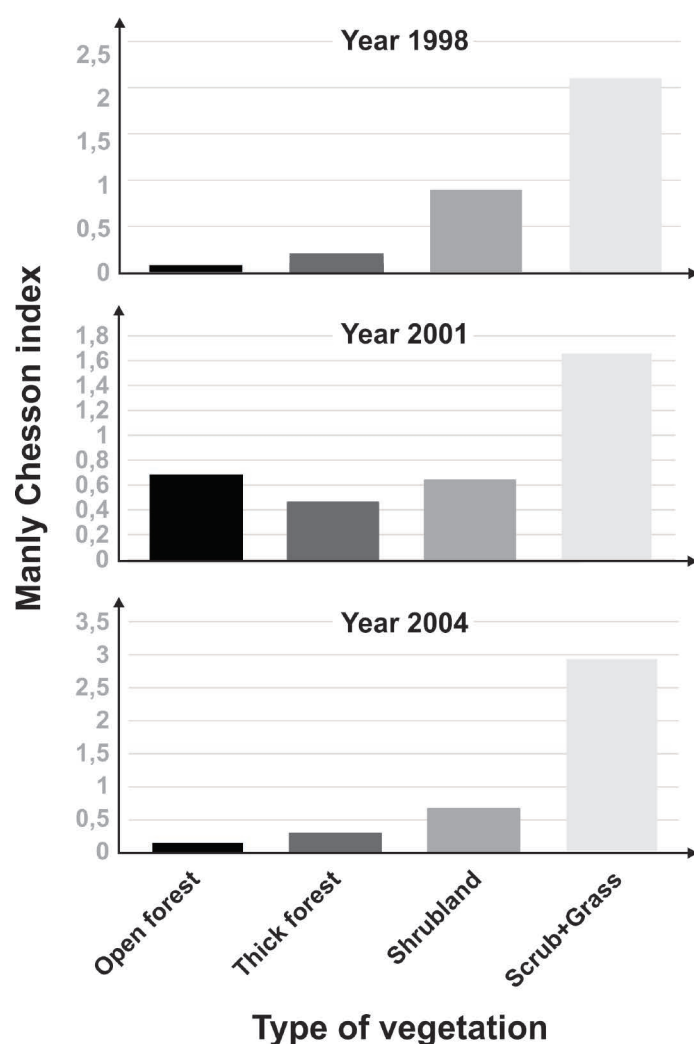 Year 1998
2,5
2
1,5
1
0,5
0
Year 2001
1,8
1,6
1,4
1,2
1
0,8
0,6
0,4
0,2
0
Year 2004
3,5
3
2,5
2
1,5
1
0,5
0
Manly Chesson index
Open forest
Thick forest
Shrubland
Scrub+Grass
Type of vegetation